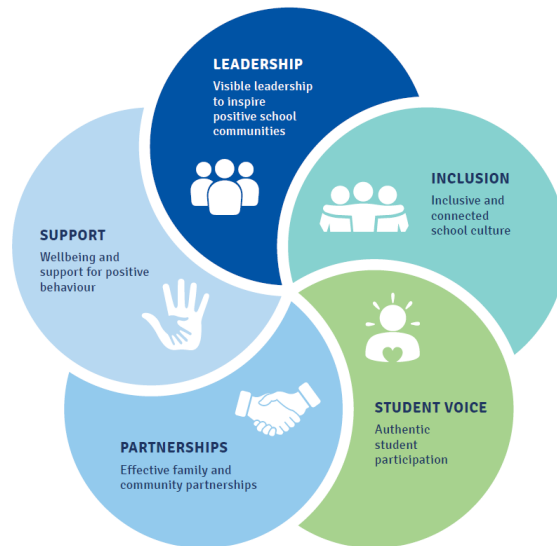 LEADERSHIP
Visible leadership
to inspire
positive school
communities
INCLUSION
Inclusive and
connected
school culture
STUDENT VOICE
Authentic
student
participation
PARTNERSHIPS
Effective family and
community partnerships
SUPPORT
Wellbeing and
support for positive
behaviour